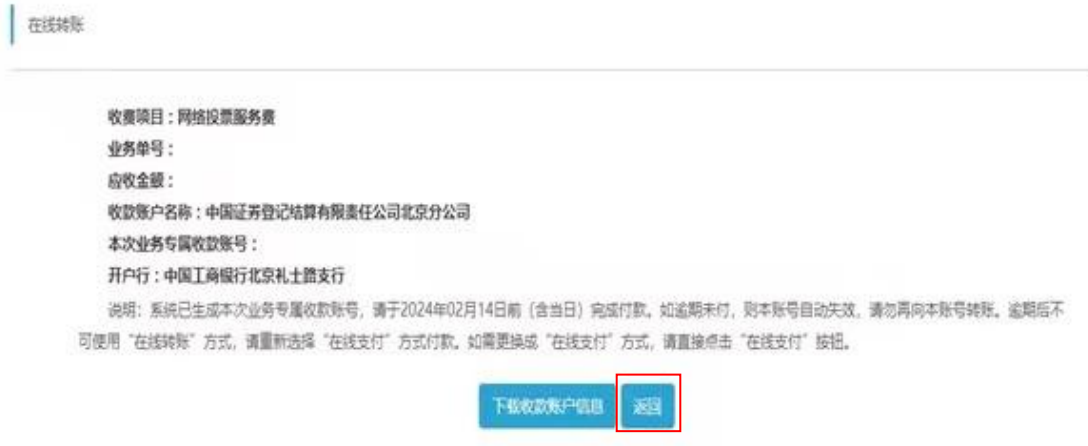 在线转账
收费项目：网络投票服务费
业务单号：
应收金额：
收款账户名称：中国证券登记结算有限责任公司北京分公司
本次业务专属收款账号：
开户行：中国工商银行北京礼士路支行
说明：系统已生成本次业务专属收款账号，请于2024年02月14日前（含当日）完成付款。如逾期未付，则本账号自动失效，请勿再向本账号转账。逾期后不
可使用“在线转账”方式，请重新选择“在线支付”方式付款。如需更换成“在线支付”方式，请直接点击“在线支付”按钮。
下载收款账户信息 返回